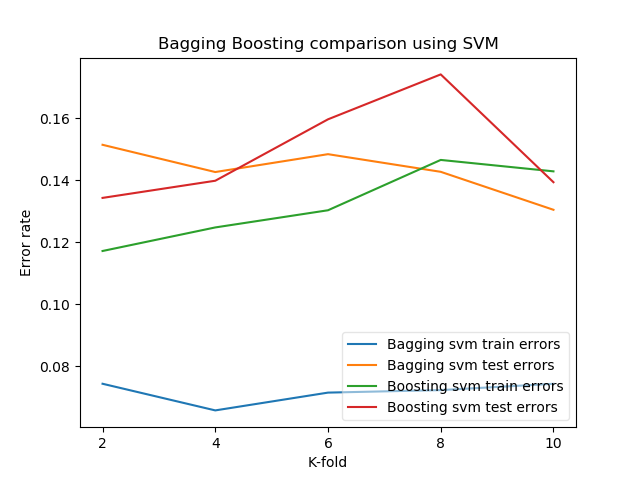 Bagging Boosting comparison using SVM
Error rate
0.16
0.14
0.12
0.10
0.08
Bagging svm train errors
Bagging svm test errors
Boosting svm train errors
Boosting svm test errors
2 4 6 8 10
K-fold